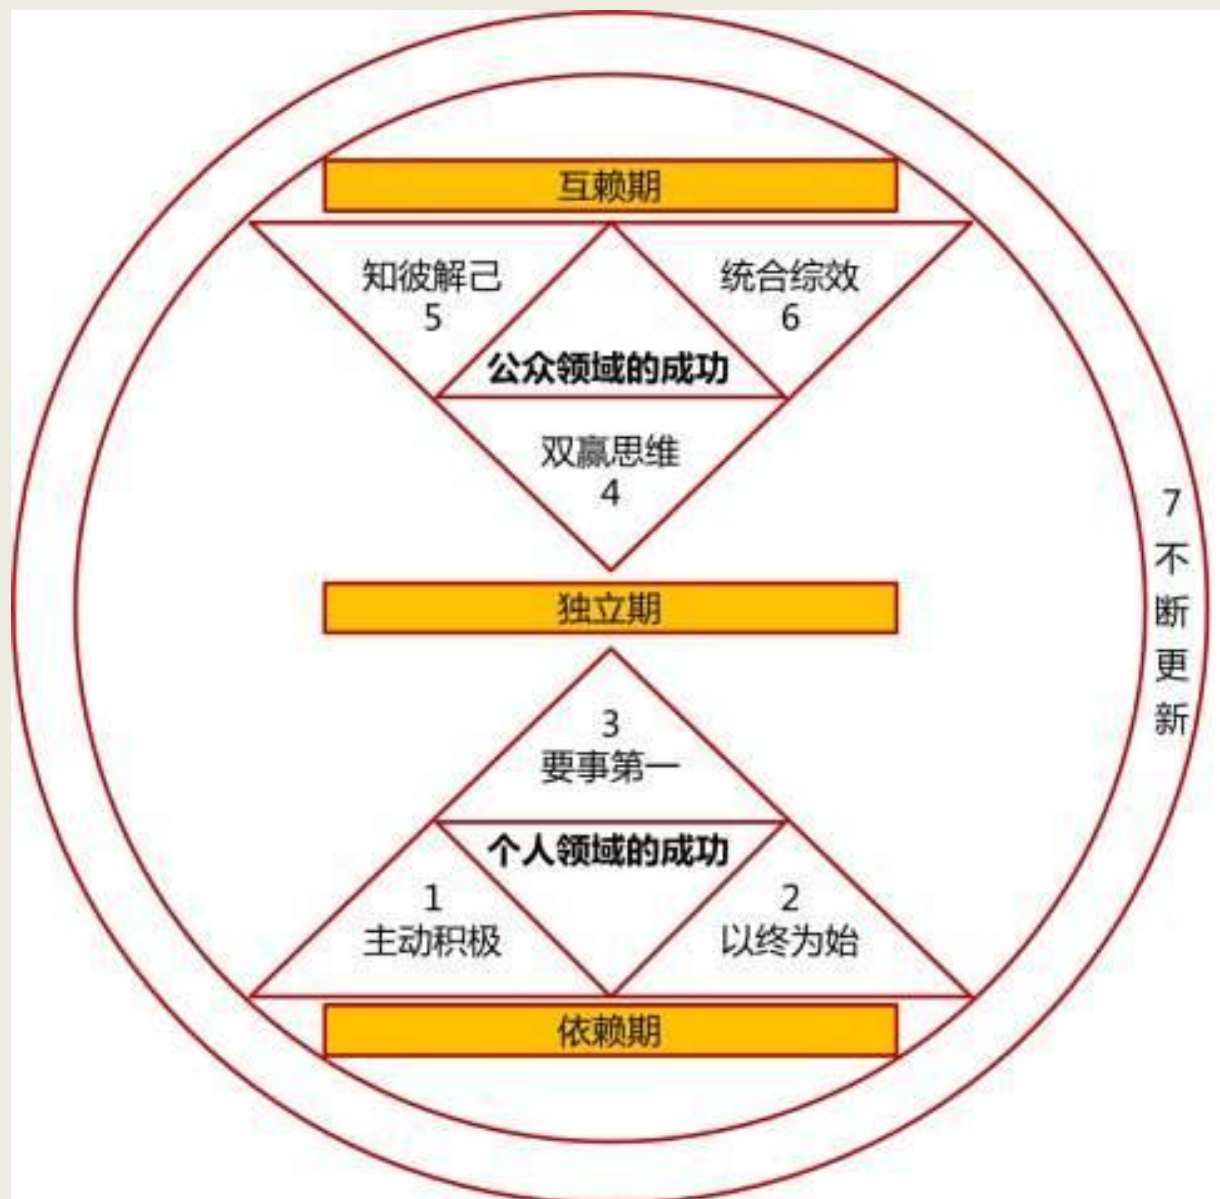 互赖期
知彼解己
5
统合综效
6
公众领域的成功
双赢思维
4
独立期
3
要事第一
个人领域的成功
1
主动积极
2
以终为始
依赖期
7
不
断
更
新